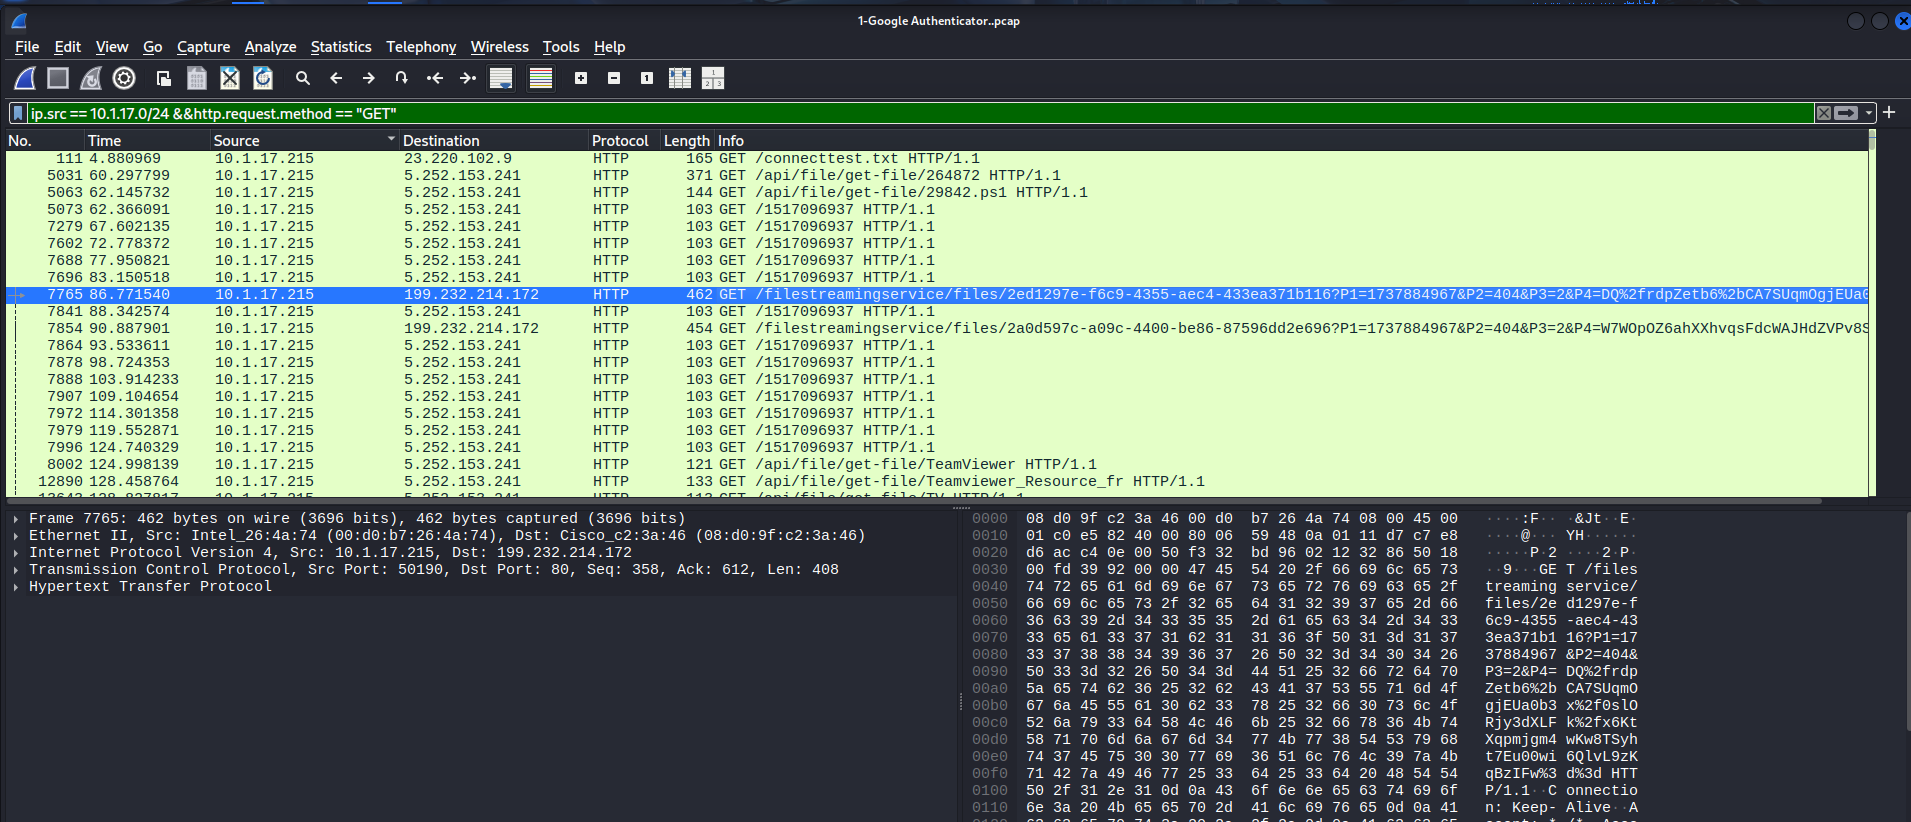 1-Google Authenticator..pcap
File Edit View Go Capture Analyze Statistics Telephony Wireless Tools Help
ip.src == 10.1.17.0/24 &&http.request.method == "GET"
No. Time Source Destination Protocol Length Info
111 4.880969 10.1.17.215 23.220.102.9 HTTP 165 GET /connecttest.txt HTTP/1.1
5031 60.297799 10.1.17.215 5.252.153.241 HTTP 371 GET /api/file/get-file/264872 HTTP/1.1
5063 62.145732 10.1.17.215 5.252.153.241 HTTP 144 GET /api/file/get-file/29842.ps1 HTTP/1.1
5073 62.366091 10.1.17.215 5.252.153.241 HTTP 103 GET /1517096937 HTTP/1.1
7279 67.602135 10.1.17.215 5.252.153.241 HTTP 103 GET /1517096937 HTTP/1.1
7602 72.778372 10.1.17.215 5.252.153.241 HTTP 103 GET /1517096937 HTTP/1.1
7688 77.950821 10.1.17.215 5.252.153.241 HTTP 103 GET /1517096937 HTTP/1.1
7696 83.150518 10.1.17.215 5.252.153.241 HTTP 103 GET /1517096937 HTTP/1.1
7765 86.771540 10.1.17.215 199.232.214.172 HTTP 462 GET /filestreamingservice/files/2ed1297e-f6c9-4355-aec4-433ea371b116?P1=1737884967&P2=404&P3=2&P4=DQ%2frdpZetb6%2bCA7SUqmOgjEUa0
7841 88.342574 10.1.17.215 5.252.153.241 HTTP 103 GET /1517096937 HTTP/1.1
7854 90.887901 10.1.17.215 199.232.214.172 HTTP 454 GET /filestreamingservice/files/2a0d597c-a09c-4400-be86-87596dd2e696?P1=1737884967&P2=404&P3=2&P4=W7WOpOZ6ahXXhvqsFdcWAJHdZVPv8S
7864 93.533611 10.1.17.215 5.252.153.241 HTTP 103 GET /1517096937 HTTP/1.1
7878 98.724353 10.1.17.215 5.252.153.241 HTTP 103 GET /1517096937 HTTP/1.1
7888 103.914233 10.1.17.215 5.252.153.241 HTTP 103 GET /1517096937 HTTP/1.1
7907 109.104654 10.1.17.215 5.252.153.241 HTTP 103 GET /1517096937 HTTP/1.1
7972 114.301358 10.1.17.215 5.252.153.241 HTTP 103 GET /1517096937 HTTP/1.1
7979 119.552871 10.1.17.215 5.252.153.241 HTTP 103 GET /1517096937 HTTP/1.1
7996 124.740329 10.1.17.215 5.252.153.241 HTTP 103 GET /1517096937 HTTP/1.1
8002 124.998139 10.1.17.215 5.252.153.241 HTTP 121 GET /api/file/get-file/TeamViewer HTTP/1.1
12890 128.458764 10.1.17.215 5.252.153.241 HTTP 133 GET /api/file/get-file/Teamviewer_Resource_fr HTTP/1.1
Frame 7765: 462 bytes on wire (3696 bits), 462 bytes captured (3696 bits)
Ethernet II, Src: Intel_26:4a:74 (00:d0:b7:26:4a:74), Dst: Cisco_c2:3a:46 (08:d0:9f:c2:3a:46)
Internet Protocol Version 4, Src: 10.1.17.215, Dst: 199.232.214.172
Transmission Control Protocol, Src Port: 50190, Dst Port: 80, Seq: 358, Ack: 612, Len: 408
Hypertext Transfer Protocol
0000 08 d0 9f c2 3a 46 00 d0 b7 26 4a 74 08 00 45 00 ····:F·· ·&Jt··E·
0010 01 c0 e5 82 40 00 80 06 59 48 0a 01 11 d7 c7 e8 ····@··· YH······
0020 d6 ac c4 0e 00 50 f3 32 bd 96 02 12 32 86 50 18 ·····P·2 ····2·P·
0030 00 fd 39 92 00 00 47 45 54 20 2f 66 69 6c 65 73 ··9···GE T /files
0040 74 72 65 61 6d 69 6e 67 73 65 72 76 69 63 65 2f treaming service/
0050 66 69 6c 65 73 2f 32 65 64 31 32 39 37 65 2d 66 files/2e d1297e-f
0060 36 63 39 2d 34 33 35 35 2d 61 65 63 34 2d 34 33 6c9-4355 -aec4-43
0070 33 65 61 33 37 31 62 31 31 36 3f 50 31 3d 31 37 3ea371b1 16?P1=17
0080 33 37 38 38 34 39 36 37 26 50 32 3d 34 30 34 26 37884967 &P2=404&
0090 50 33 3d 32 26 50 34 3d 44 51 25 32 66 72 64 70 P3=2&P4= DQ%2frdp
00a0 5a 65 74 62 36 25 32 62 43 41 37 53 55 71 6d 4f Zetb6%2b CA7SUqmO
00b0 67 6a 45 55 61 30 62 33 78 25 32 66 30 73 6c 4f gjEUa0b3 x%2f0slO
00c0 52 6a 79 33 64 58 4c 46 6b 25 32 66 78 36 4b 74 Rjy3dXLF k%2fx6Kt
00d0 58 71 70 6d 6a 67 6d 34 77 4b 77 38 54 53 79 68 Xqpmjgm4 wKw8TSyh
00e0 74 37 45 75 30 30 77 69 36 51 6c 76 4c 39 7a 4b t7Eu00wi 6QlvL9zK
00f0 71 42 7a 49 46 77 25 33 64 25 33 64 20 48 54 54 qBzIFw%3 d%3d HTT
0100 50 2f 31 2e 31 0d 0a 43 6f 6e 6e 65 63 74 69 6f P/1.1··C onnectio
0110 6e 3a 20 4b 65 65 70 2d 41 6c 69 76 65 0d 0a 41 n: Keep- Alive··A